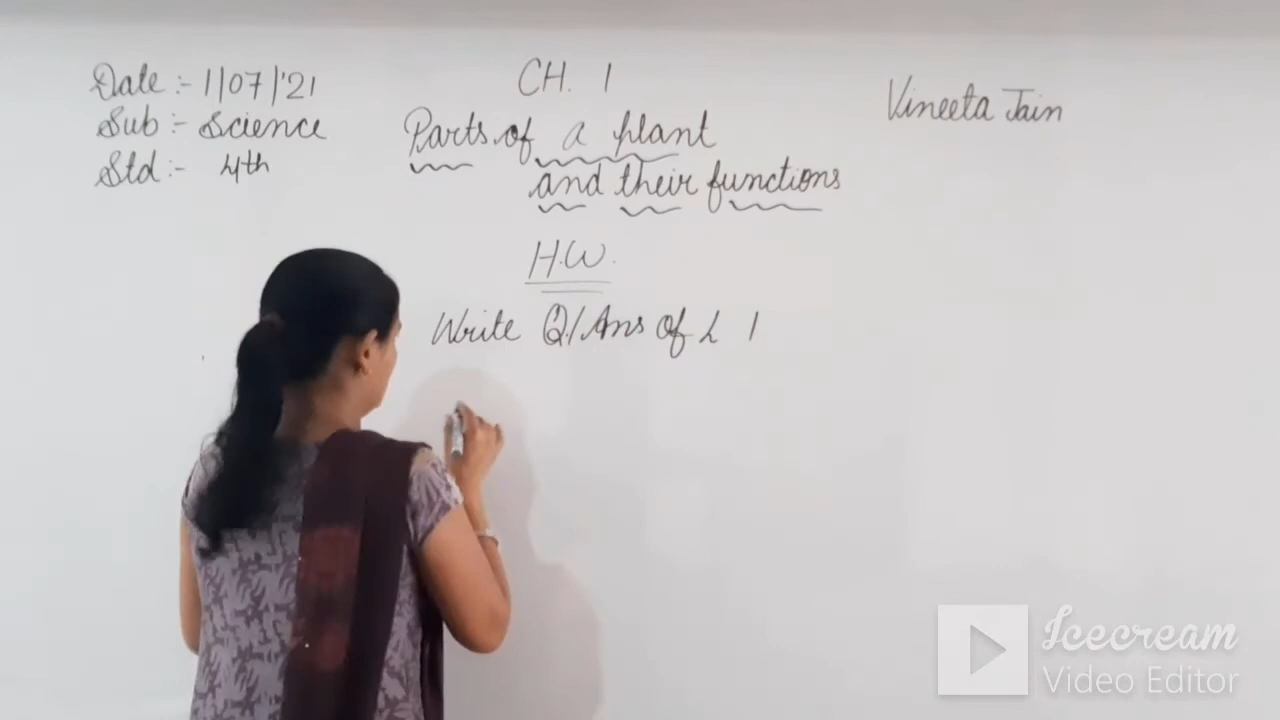 Date :- 1/07/'21
Sub :- Science
Std :- 4th
CH. 1
Parts of a plant
and their functions
Vineeta Jain
H.W.
Write Q/Ans of L 1
Icecream
Video Editor